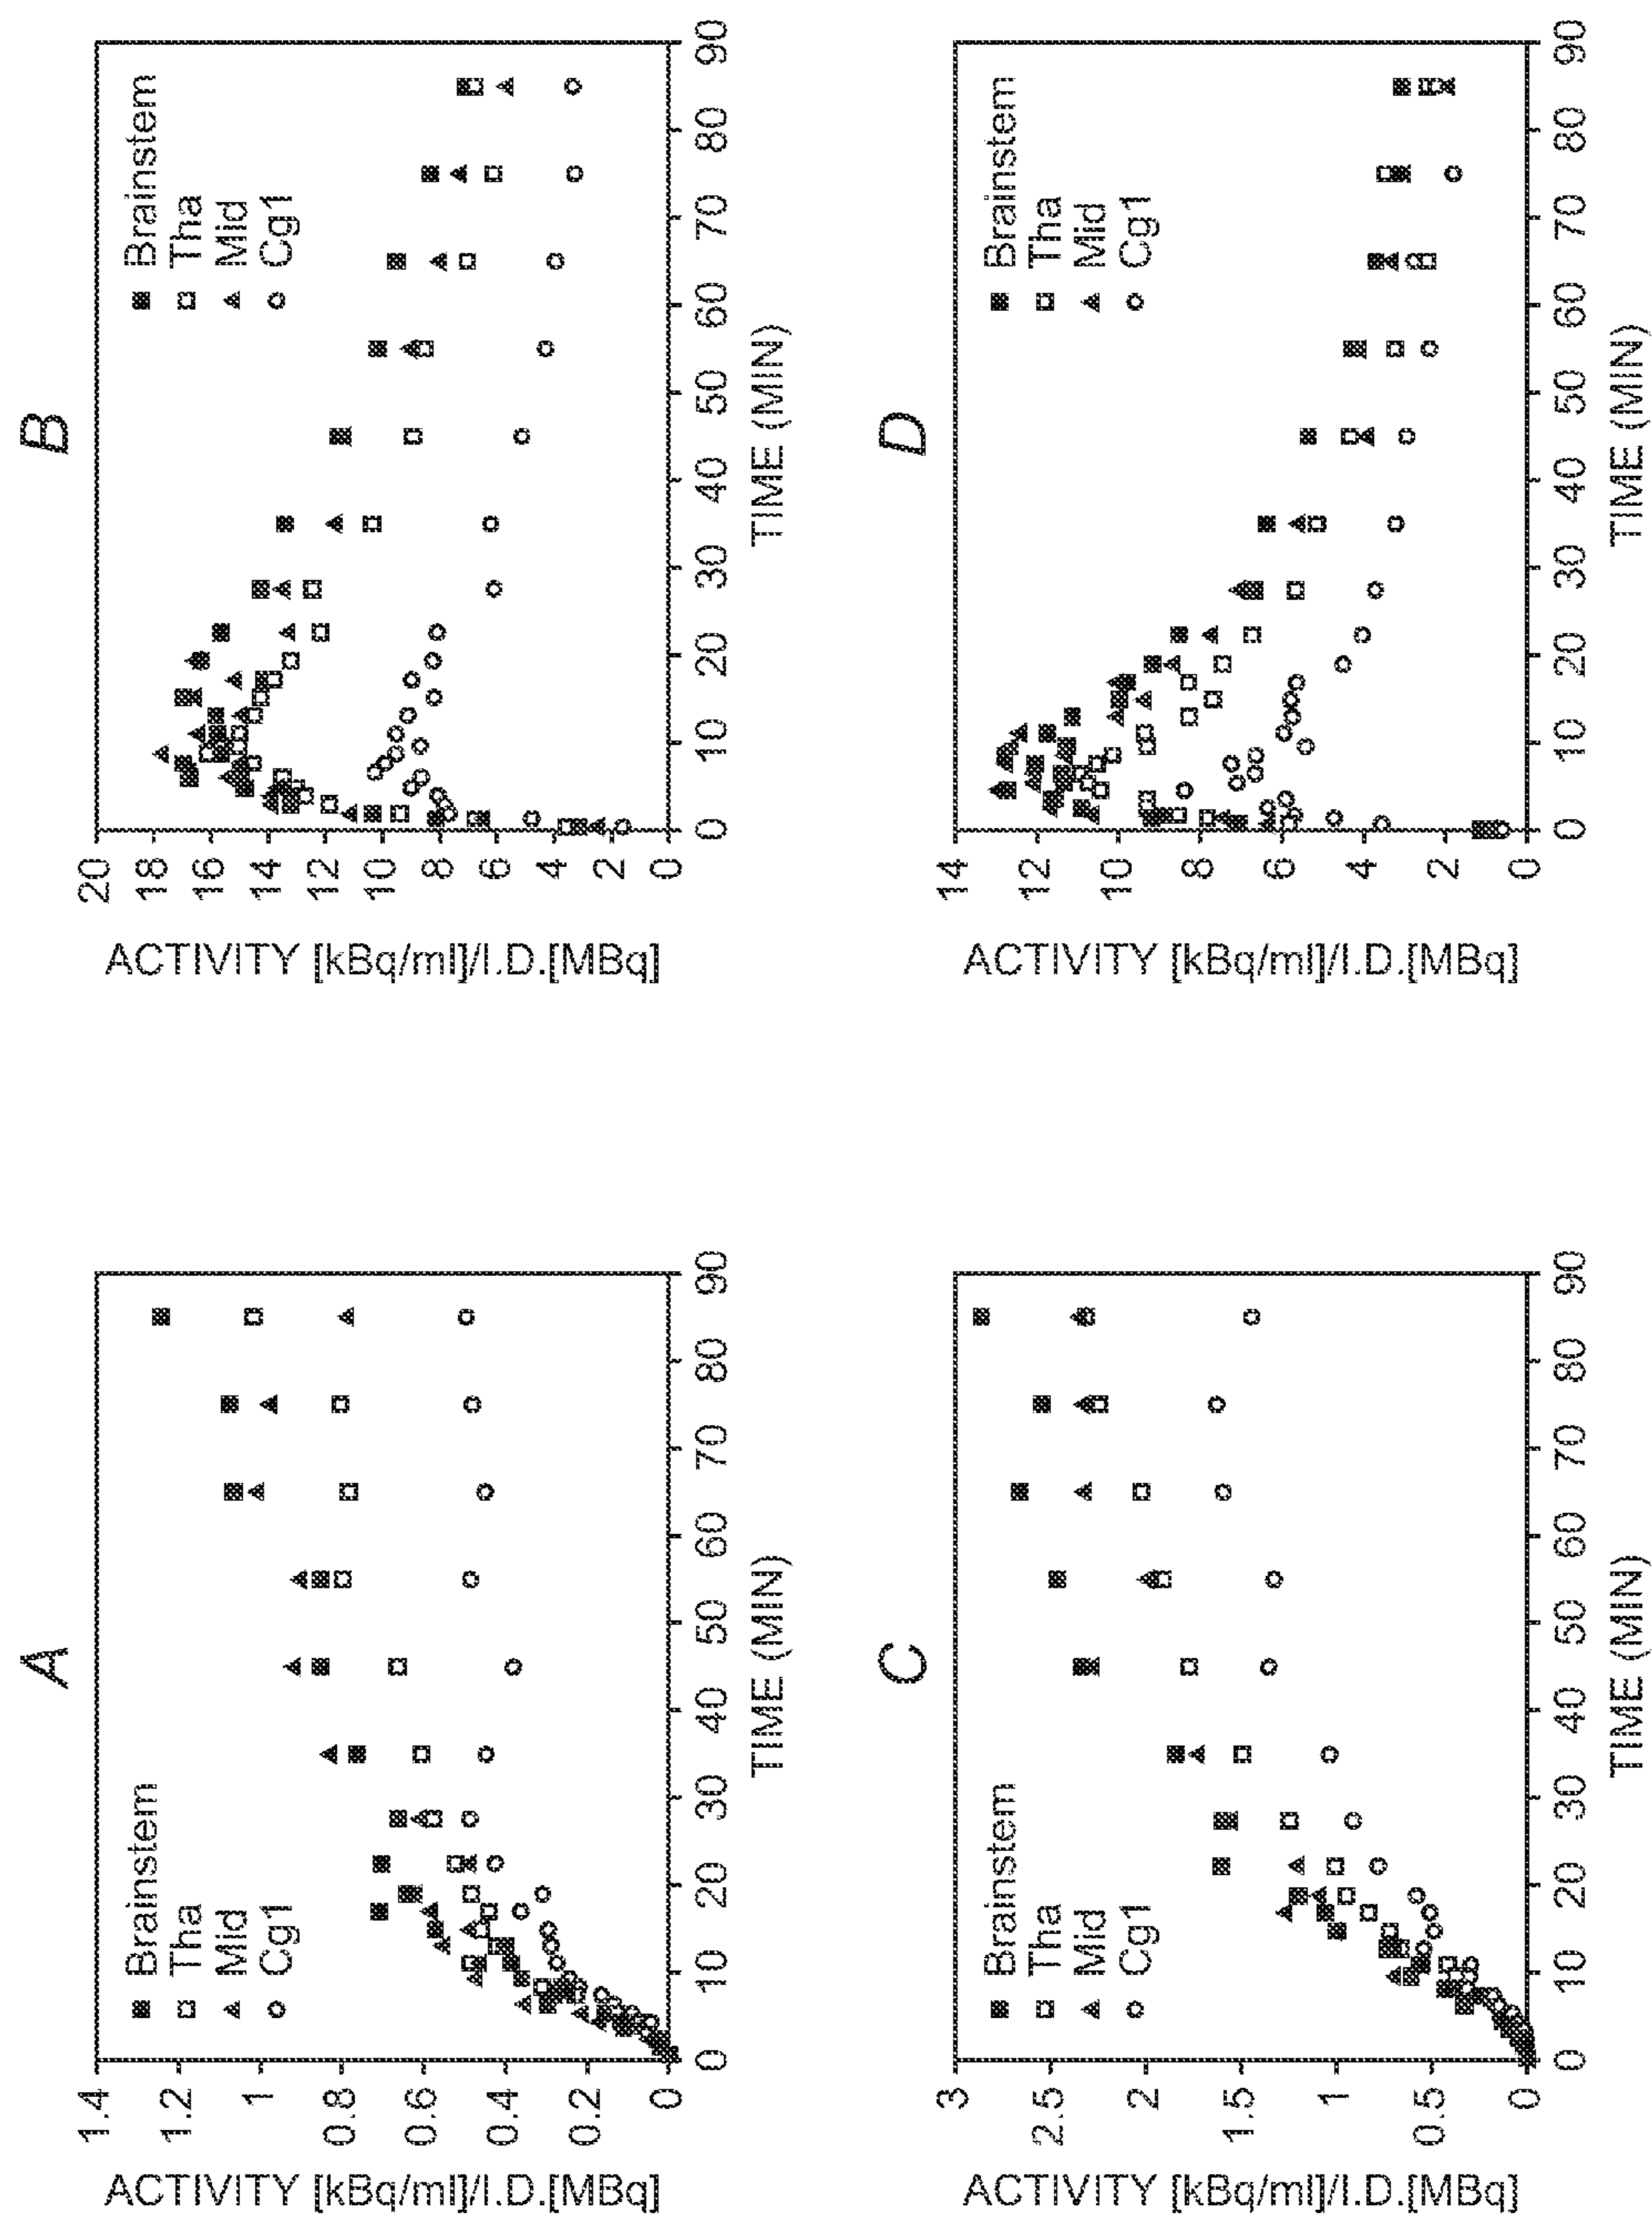 A
ACTIVITY [kBq/ml]/I.D.[MBq]
1.4
1.2
1
0.8
0.6
0.4
0.2
0
Brainstem
Tha
Mid
Cg1
0 10 20 30 40 50 60 70 80 90
TIME (MIN)
B
ACTIVITY [kBq/ml]/I.D.[MBq]
20
18
16
14
12
10
8
6
4
2
0
Brainstem
Tha
Mid
Cg1
0 10 20 30 40 50 60 70 80 90
TIME (MIN)
C
ACTIVITY [kBq/ml]/I.D.[MBq]
3
2.5
2
1.5
1
0.5
0
Brainstem
Tha
Mid
Cg1
0 10 20 30 40 50 60 70 80 90
TIME (MIN)
D
ACTIVITY [kBq/ml]/I.D.[MBq]
14
12
10
8
6
4
2
0
Brainstem
Tha
Mid
Cg1
0 10 20 30 40 50 60 70 80 90
TIME (MIN)